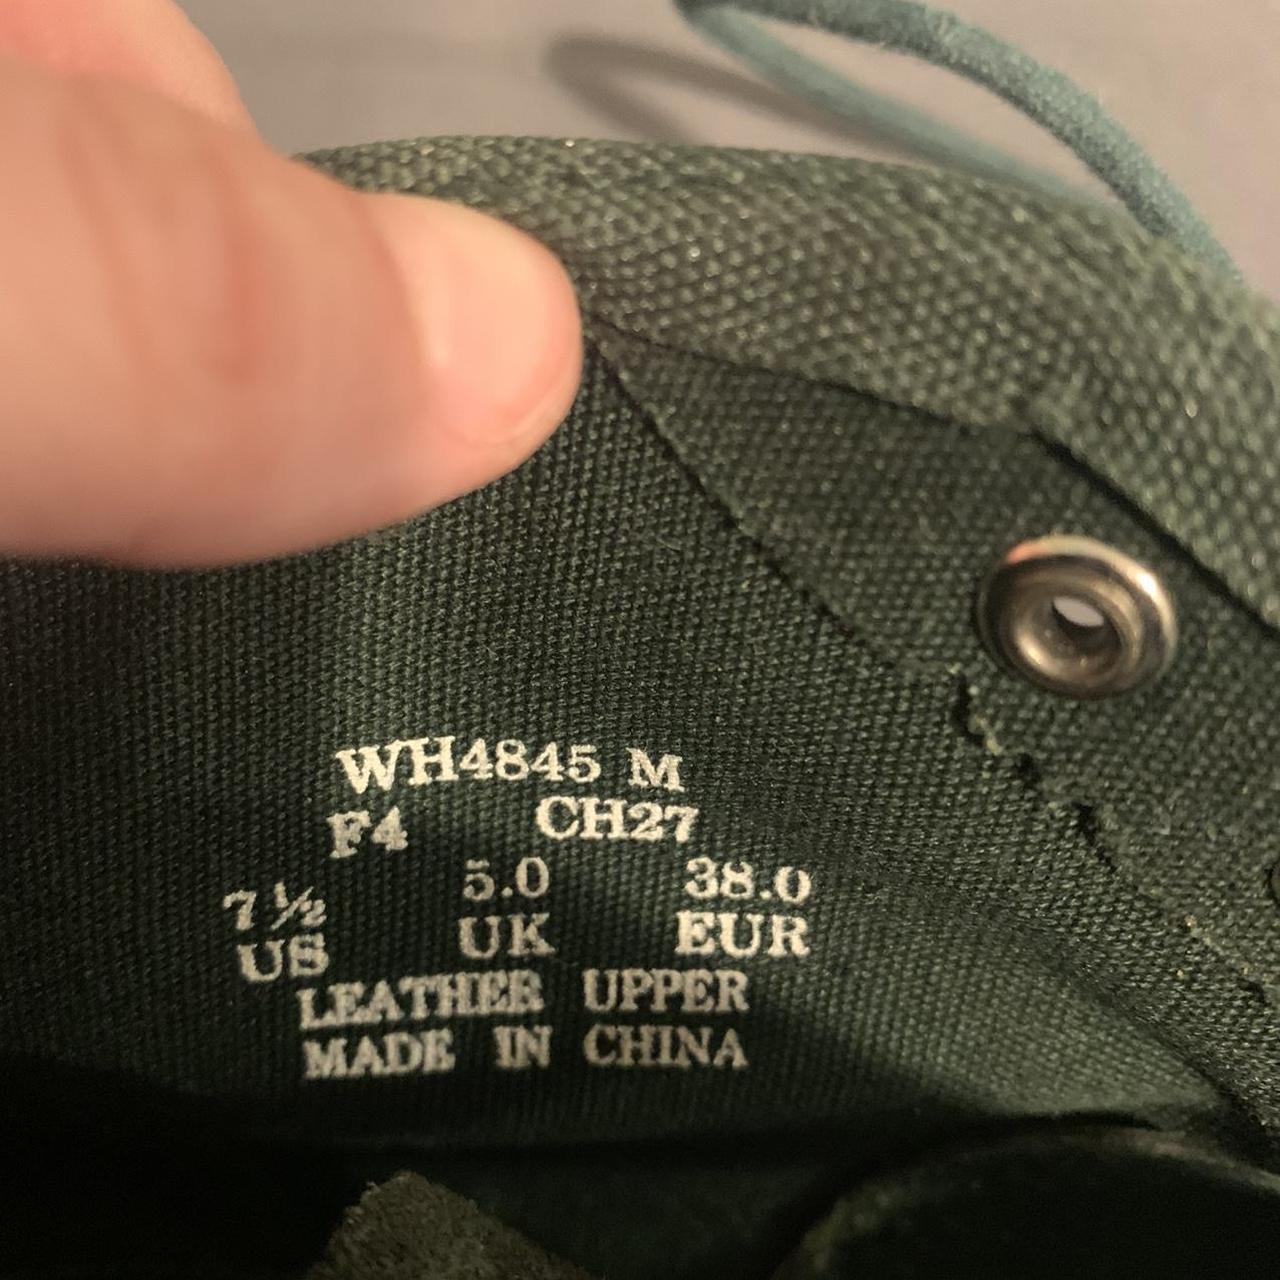 WH4845 M
F4 CH27
7 ½ 5.0 38.0
US UK EUR
LEATHER UPPER
MADE IN CHINA